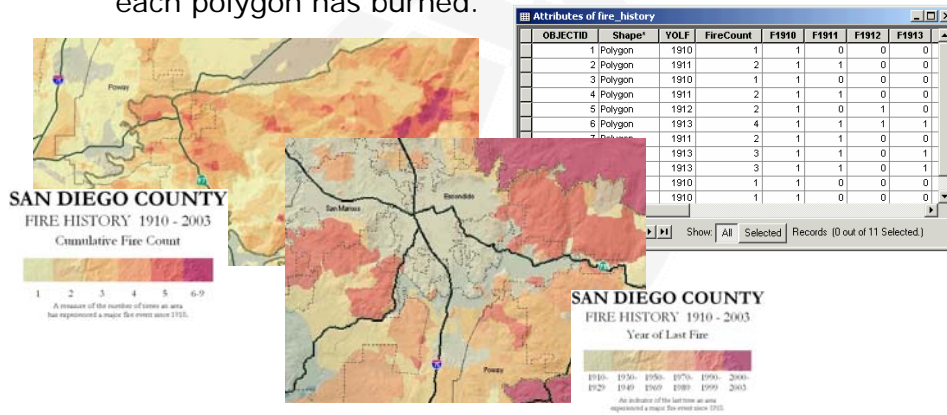 each polygon has burned.
Attributes of fire_history
OBJECTID Shape* YOLF FireCount F1910 F1911 F1912 F1913
1 Polygon 1910 1 1 0 0 0
2 Polygon 1911 2 1 1 0 0
3 Polygon 1910 1 1 0 0 0
4 Polygon 1911 2 1 1 0 0
5 Polygon 1912 2 1 0 1 0
6 Polygon 1913 4 1 1 1 1
7 Polygon 1911 2 1 1 0 0
1913 3 1 1 0 1
1913 3 1 1 0 1
1910 1 1 0 0 0
1910 1 1 0 0 0
Show: All Selected Records (0 out of 11 Selected.)
Poway
SAN DIEGO COUNTY
FIRE HISTORY 1910 - 2003
Cumulative Fire Count
1 2 3 4 5 6-9
A measure of the number of times an area
has experienced a major fire event since 1910.
Escondido
San Marcos
Poway
SAN DIEGO COUNTY
FIRE HISTORY 1910 - 2003
Year of Last Fire
1910- 1930- 1950- 1970- 1990- 2000-
1929 1949 1969 1989 1999 2003
An indicator of the last time an area
experienced a major fire event since 1910.